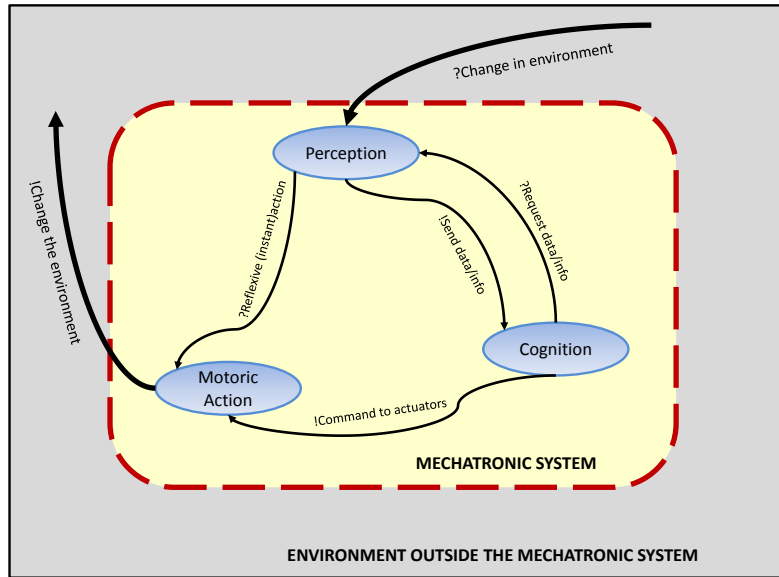 ?Change in environment
Perception
!Change the environment
?Reflexive (instant)action
!Send data/info
?Request data/info
Cognition
Motoric
Action
!Command to actuators
MECHATRONIC SYSTEM
ENVIRONMENT OUTSIDE THE MECHATRONIC SYSTEM